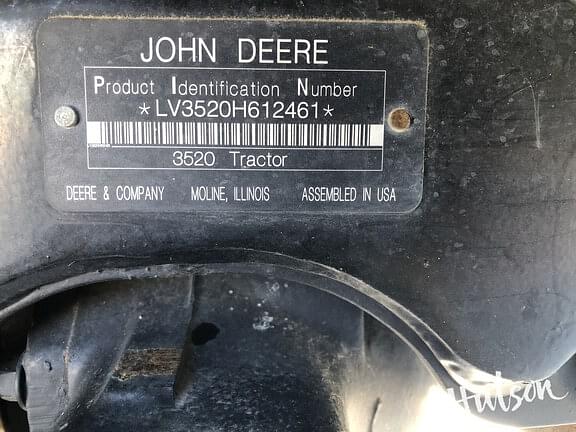 JOHN DEERE
Product Identification Number
*LV3520H612461*
3520 Tractor
DEERE & COMPANY MOLINE, ILLINOIS ASSEMBLED IN USA
Hutson